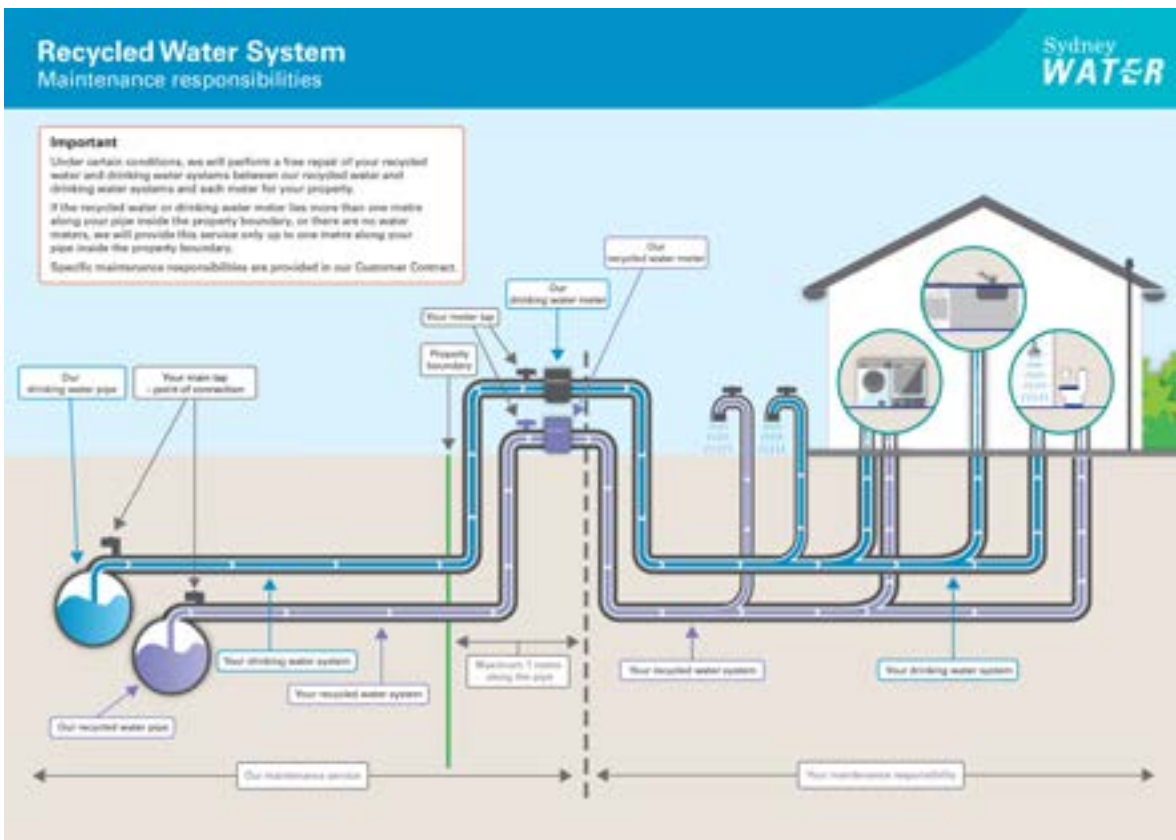 Recycled Water System
Maintenance responsibilities
Sydney
WATER
Important
Under certain conditions, we will perform a free repair of your recycled
water and drinking water systems between our recycled water and
drinking water systems and each meter for your property.
If the recycled water or drinking water meter lies more than one metre
along your pipe inside the property boundary, or there are no water
meters, we will provide this service only up to one metre along your
pipe inside the property boundary.
Specific maintenance responsibilities are provided in our Customer Contract.
Our
recycled water meter
Our
drinking water meter
Your meter tap
Property
boundary
Our
drinking water pipe
Your main tap
- point of connection
Your drinking water system
Your recycled water system
Maximum 1 metre
along the pipe
Your recycled water system
Your drinking water system
Our recycled water pipe
Our maintenance service
Your maintenance responsibility